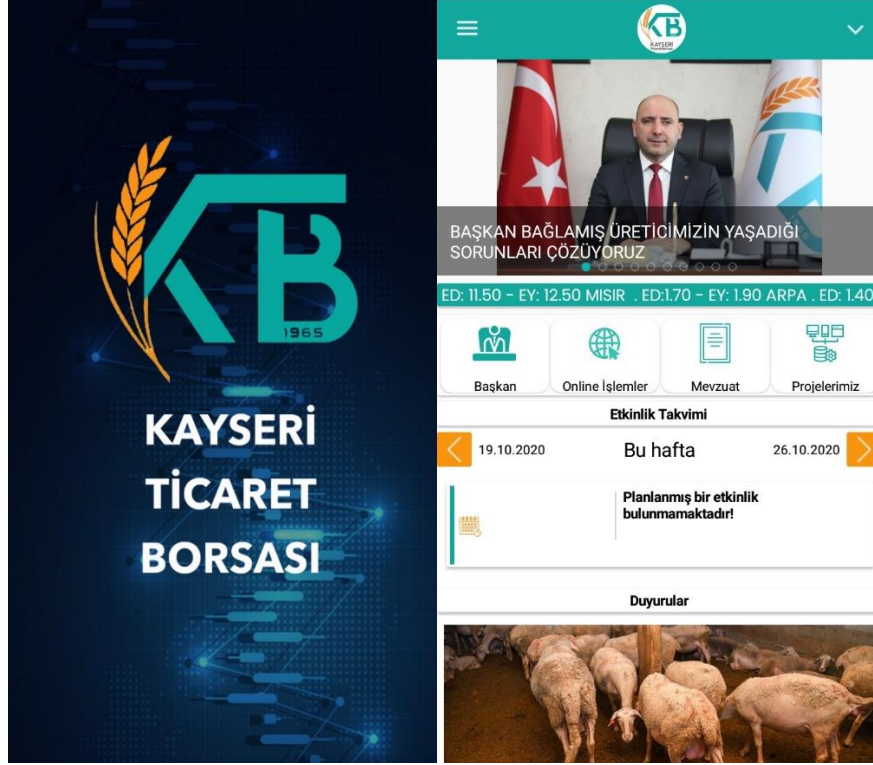 KB
1965
KAYSERİ
TİCARET
BORSASI
KB
KAYSERİ
Ticaret Borsası
BAŞKAN BAĞLAMIŞ ÜRETİCİMİZİN YAŞADIĞI
SORUNLARI ÇÖZÜYORUZ
ED: 11.50 - EY: 12.50 MISIR . ED:1.70 - EY: 1.90 ARPA . ED: 1.40
Başkan
Online İşlemler
Mevzuat
Projelerimiz
Etkinlik Takvimi
19.10.2020
Bu hafta
26.10.2020
Planlanmış bir etkinlik
bulunmamaktadır!
Duyurular